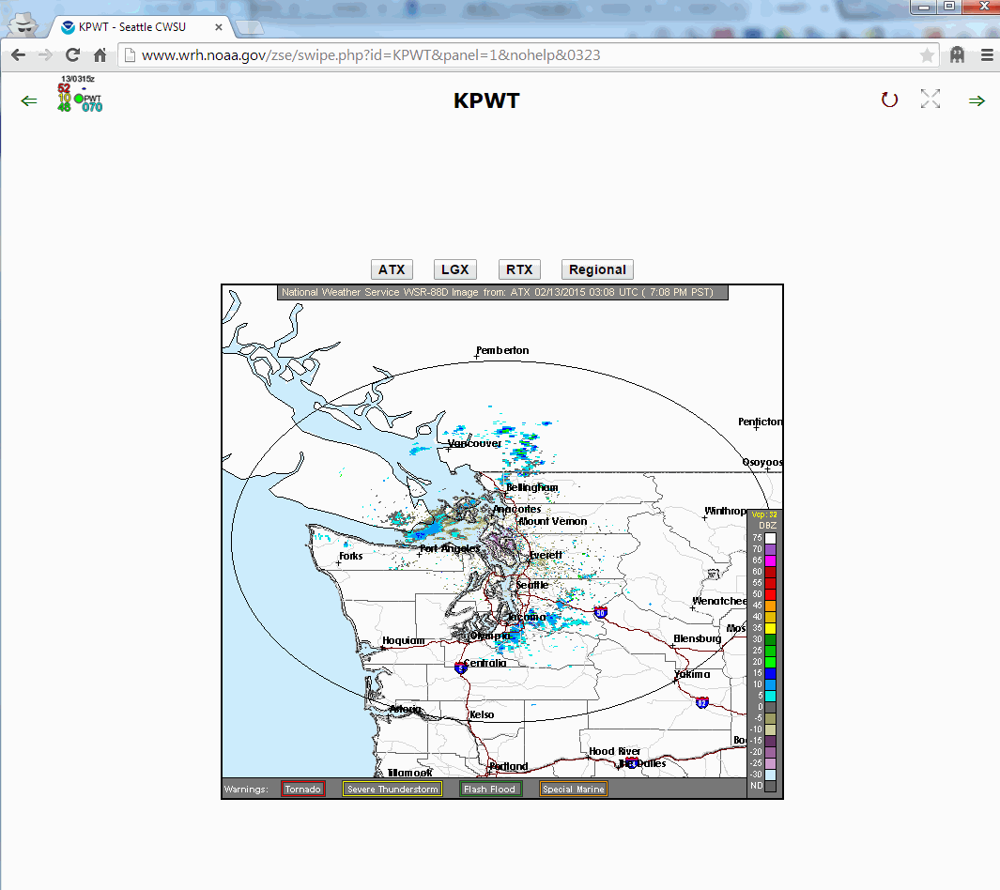 KPWT - Seattle CWSU
www.wrh.noaa.gov/zse/swipe.php?id=KPWT&panel=1&nohelp&0323
13/0315z
52 -
10 PWT
48 070
KPWT
ATX LGX RTX Regional
National Weather Service WSR-88D Image from: ATX 02/13/2015 03:08 UTC ( 7:08 PM PST)
Pemberton
Penticton
Vancouver
Osoyoos
Bellingham
Anacortes
Winthrop
Mount Vernon
Port Angeles
Forks
Everett
97
Seattle
Wenatchee
90
Tacoma
Mos
Olympia
Hoquiam
Ellensburg
5
Centralia
Yakima
82
Astoria
Kelso
Bo
Hood River
The Dalles
84
Portland
Tillamook
Vcp: 32
DBZ
75
70
65
60
55
50
45
40
35
30
25
20
15
10
5
0
-5
-10
-15
-20
-25
-30
ND
Warnings: Tornado Severe Thunderstorm Flash Flood Special Marine